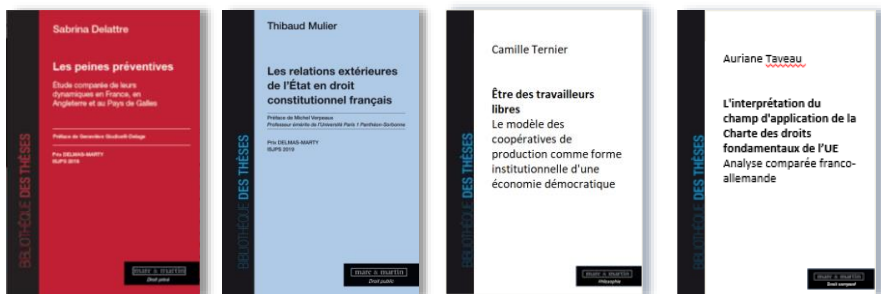 Sabrina Delattre
Les peines préventives
Étude comparée de leurs
dynamiques en France, en
Angleterre et au Pays de Galles
Préface de Geneviève Giudicelli-Delage
Prix DELMAS-MARTY
ISJPS 2019
BIBLIOTHÈQUE DES THÈSES
mare & martin
Droit privé
Thibaud Mulier
Les relations extérieures
de l'État en droit
constitutionnel français
Préface de Michel Verpeaux
Professeur émérite de l'Université Paris 1 Panthéon-Sorbonne
Prix DELMAS-MARTY
ISJPS 2019
BIBLIOTHÈQUE DES THÈSES
mare & martin
Droit public
Camille Ternier
Être des travailleurs
libres
Le modèle des
coopératives de
production comme forme
institutionnelle d'une
économie démocratique
BIBLIOTHÈQUE DES THÈSES
mare & martin
Philosophie
Auriane Taveau
L'interprétation du
champ d'application de la
Charte des droits
fondamentaux de l'UE
Analyse comparée franco-
allemande
BIBLIOTHÈQUE DES THÈSES
mare & martin
Droit comparé